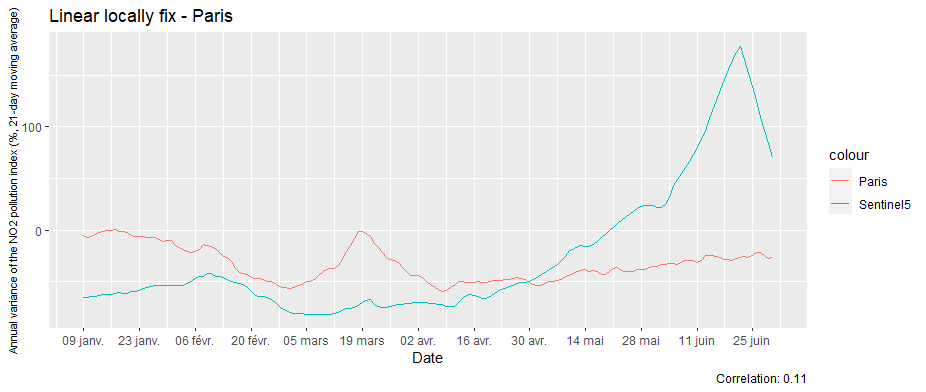 Linear locally fix - Paris
Annual variance of the NO2 pollution index (%, 21-day moving average)
100
0
09 janv. 23 janv. 06 févr. 20 févr. 05 mars 19 mars 02 avr. 16 avr. 30 avr. 14 mai 28 mai 11 juin 25 juin
Date
colour
Paris
Sentinel5
Correlation: 0.11